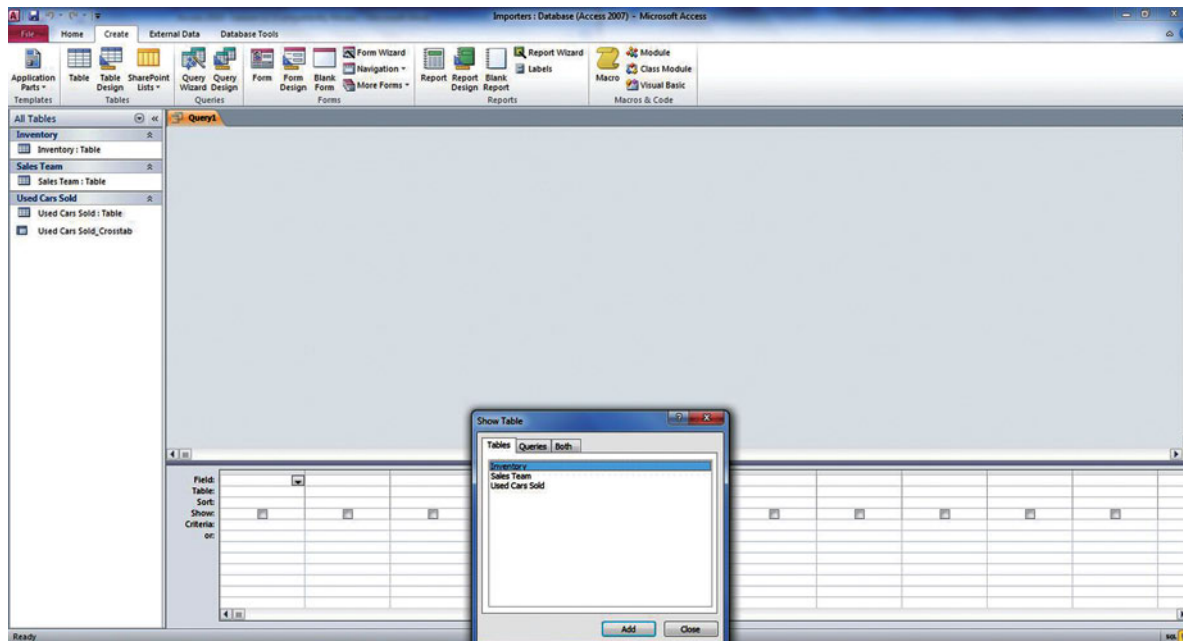 Importers : Database (Access 2007) - Microsoft Access
File Home Create External Data Database Tools
Application Parts
Table
Table Design
SharePoint Lists
Query Wizard
Query Design
Form
Form Design
Blank Form
Form Wizard
Navigation
More Forms
Report
Report Design
Blank Report
Report Wizard
Labels
Macro
Module
Class Module
Visual Basic
Templates Tables Queries Forms Reports Macros & Code
All Tables
Query1
Inventory
Inventory : Table
Sales Team
Sales Team : Table
Used Cars Sold
Used Cars Sold : Table
Used Cars Sold_Crosstab
Show Table
Tables Queries Both
Inventory
Sales Team
Used Cars Sold
Add Close
Field:
Table:
Sort:
Show:
Criteria:
or:
Ready
SQL